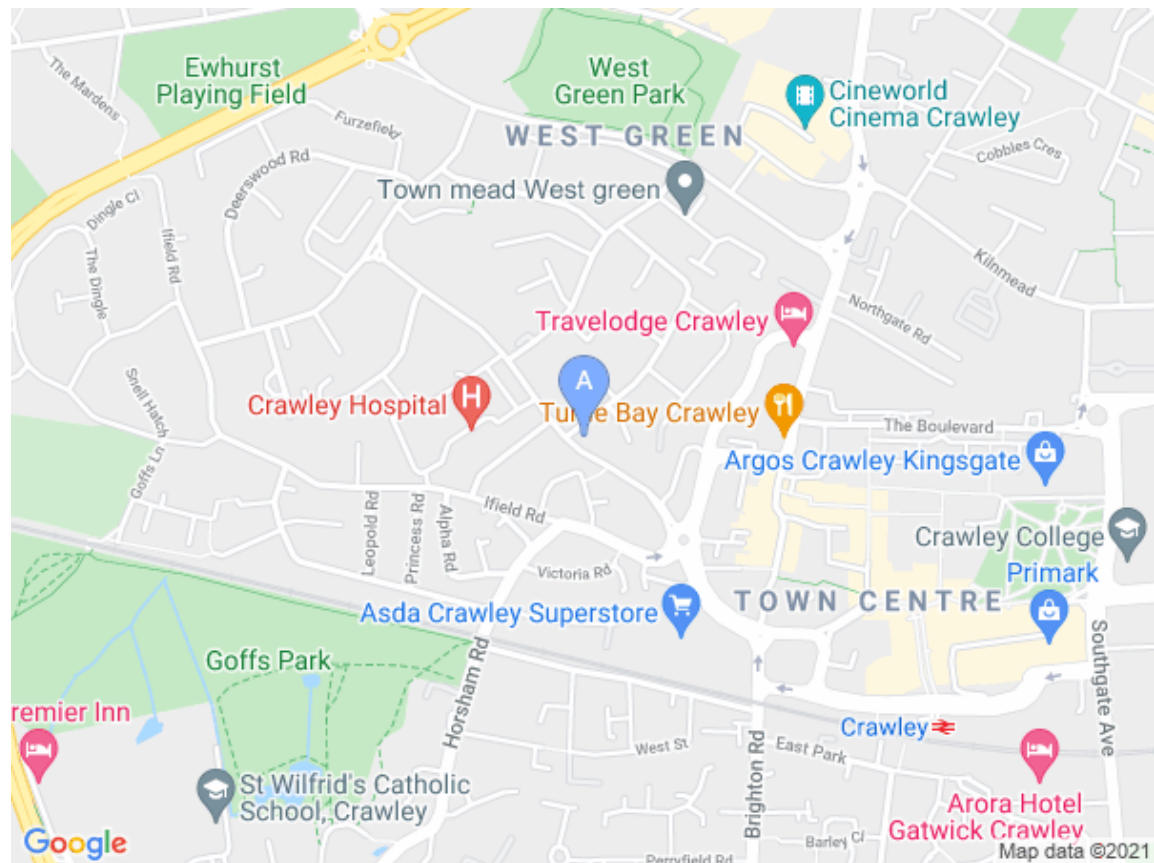 Ewhurst
Playing Field
West
Green Park
The Mardens
Furzefield
WEST GREEN
Cineworld
Cinema Crawley
Cobbles Cres
Deerswood Rd
Town mead West green
Dingle Cl
Ifield Rd
The Dingle
Kilnmead
Northgate Rd
Travelodge Crawley
Snell Hatch
Crawley Hospital
H
A
Turtle Bay Crawley
The Boulevard
Argos Crawley Kingsgate
Goffs Ln
Leopold Rd
Princess Rd
Alpha Rd
Ifield Rd
Crawley College
Primark
Victoria Rd
TOWN CENTRE
Asda Crawley Superstore
Goffs Park
Horsham Rd
Southgate Ave
remier Inn
Crawley
West St
East Park
Brighton Rd
St Wilfrid's Catholic
School, Crawley
Arora Hotel
Gatwick Crawley
Barley Cl
Perryfield Rd
Google
Map data ©2021